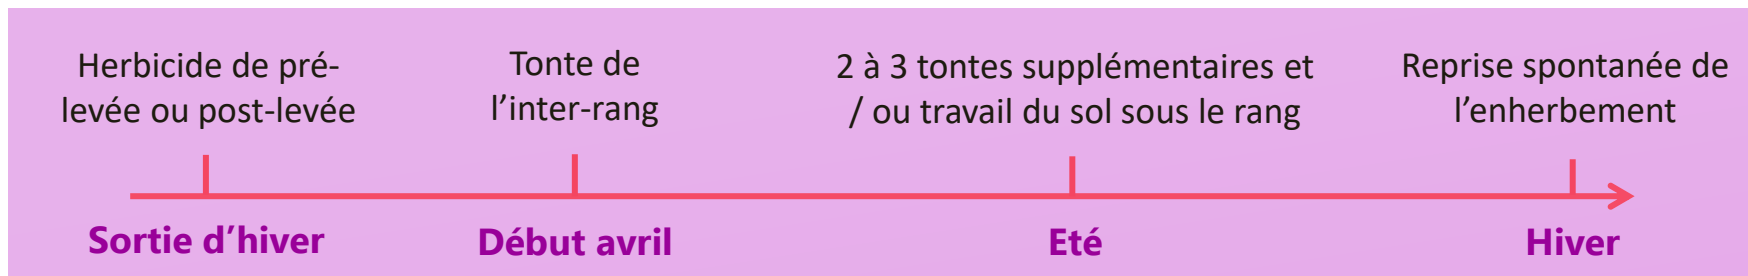 Herbicide de pré-
levée ou post-levée
Tonte de
l’inter-rang
2 à 3 tontes supplémentaires et
/ ou travail du sol sous le rang
Reprise spontanée de
l’enherbement
Sortie d’hiver
Début avril
Eté
Hiver